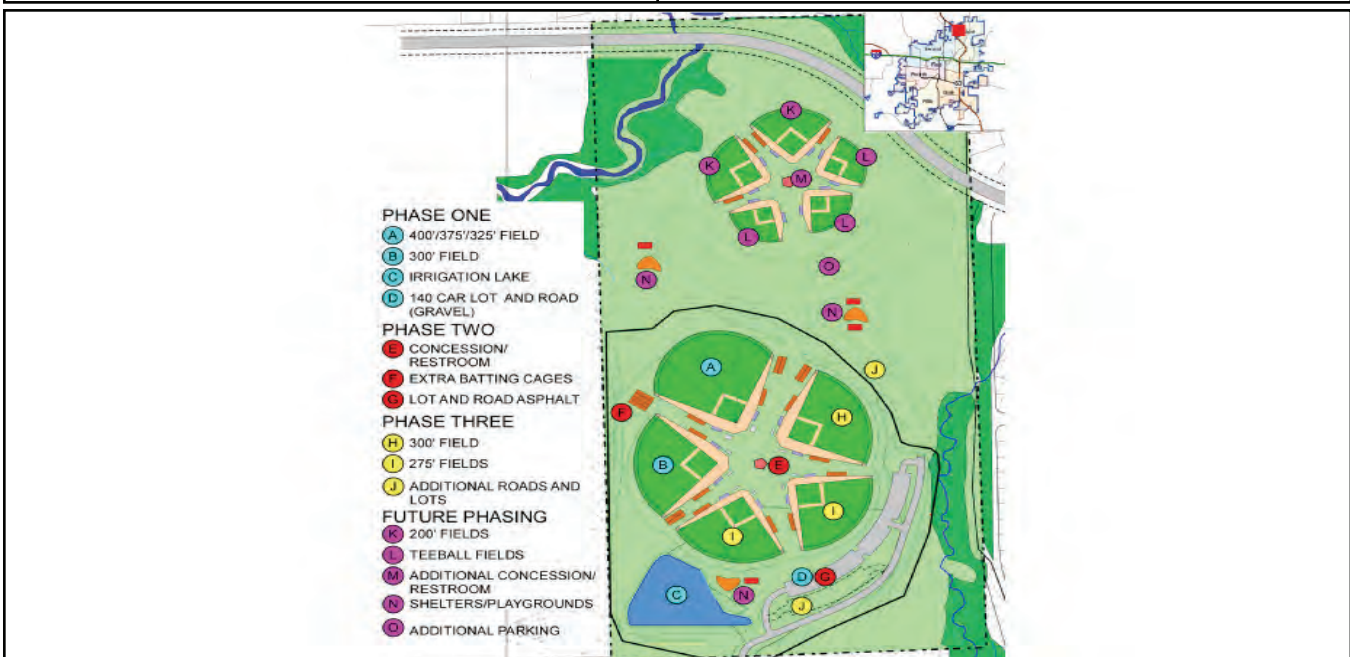 PHASE ONE
A 400'/375'/325' FIELD
B 300' FIELD
C IRRIGATION LAKE
D 140 CAR LOT AND ROAD
(GRAVEL)
PHASE TWO
E CONCESSION/
RESTROOM
F EXTRA BATTING CAGES
G LOT AND ROAD ASPHALT
PHASE THREE
H 300' FIELD
I 275' FIELDS
J ADDITIONAL ROADS AND
LOTS
FUTURE PHASING
K 200' FIELDS
L TEEBALL FIELDS
M ADDITIONAL CONCESSION/
RESTROOM
N SHELTERS/PLAYGROUNDS
O ADDITIONAL PARKING
K
K
L
M
L
L
O
N
N
J
A
F
H
B
E
I
I
D
G
C
N
J